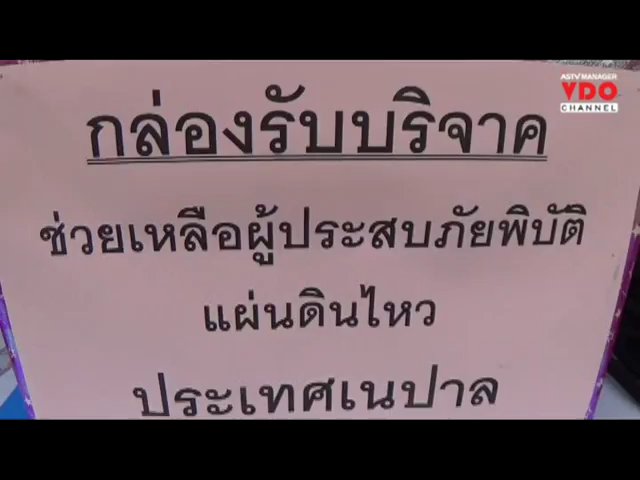 ASTV MANAGER
VDO
CHANNEL
กล่องรับบริจาค
ช่วยเหลือผู้ประสบภัยพิบัติ
แผ่นดินไหว
ประเทศเนปาล